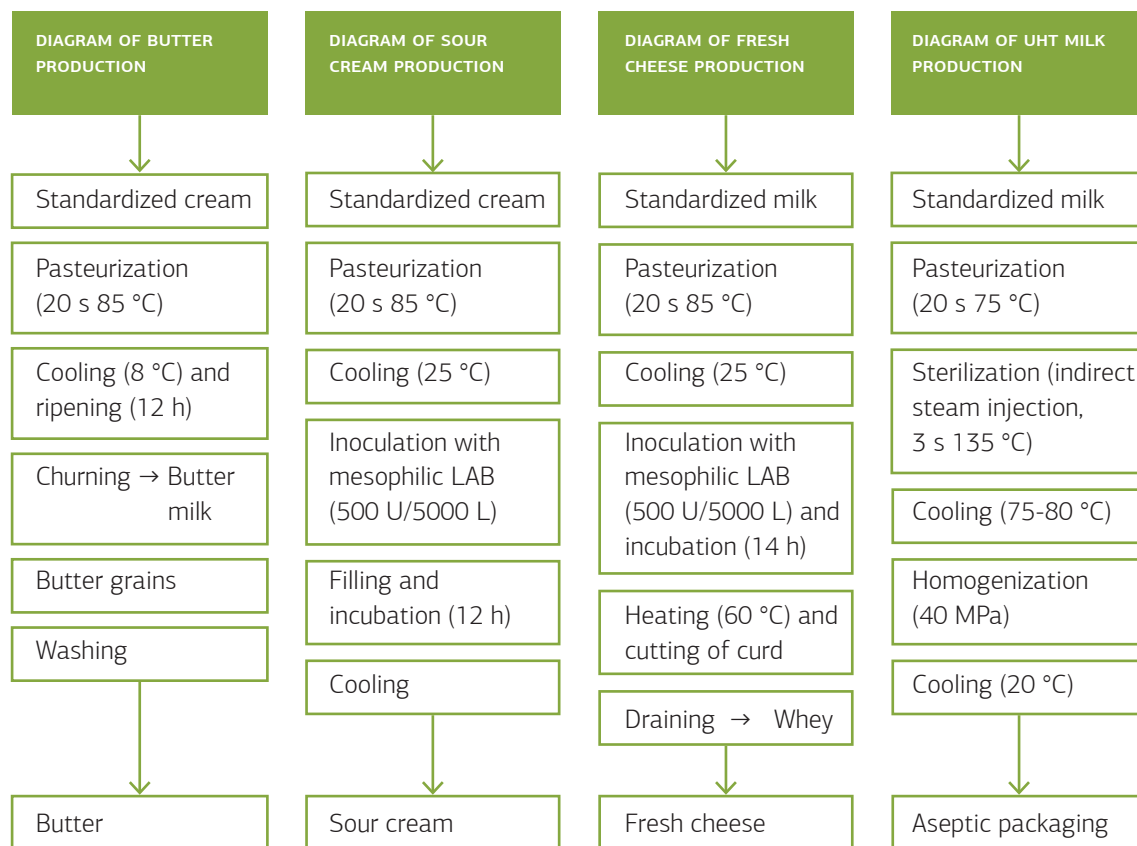 DIAGRAM OF BUTTER
PRODUCTION
Standardized cream
Pasteurization
(20 s 85 °C)
Cooling (8 °C) and
ripening (12 h)
Churning → Butter
milk
Butter grains
Washing
Butter
DIAGRAM OF SOUR
CREAM PRODUCTION
Standardized cream
Pasteurization
(20 s 85 °C)
Cooling (25 °C)
Inoculation with
mesophilic LAB
(500 U/5000 L)
Filling and
incubation (12 h)
Cooling
Sour cream
DIAGRAM OF FRESH
CHEESE PRODUCTION
Standardized milk
Pasteurization
(20 s 85 °C)
Cooling (25 °C)
Inoculation with
mesophilic LAB
(500 U/5000 L) and
incubation (14 h)
Heating (60 °C) and
cutting of curd
Draining → Whey
Fresh cheese
DIAGRAM OF UHT MILK
PRODUCTION
Standardized milk
Pasteurization
(20 s 75 °C)
Sterilization (indirect
steam injection,
3 s 135 °C)
Cooling (75-80 °C)
Homogenization
(40 MPa)
Cooling (20 °C)
Aseptic packaging